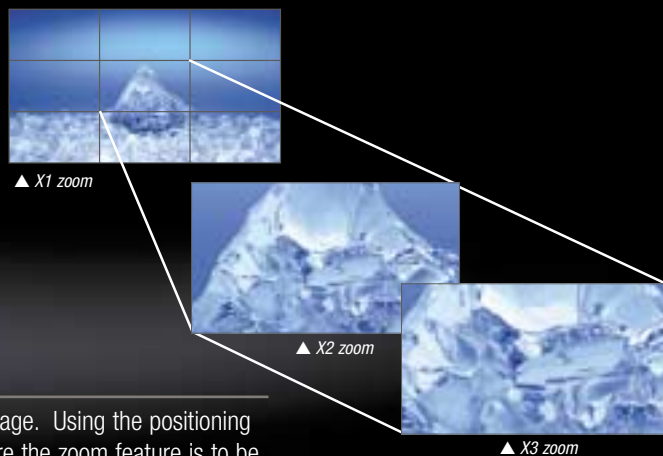 ▲ X1 zoom
▲ X2 zoom
▲ X3 zoom
age. Using the positioning
re the zoom feature is to be